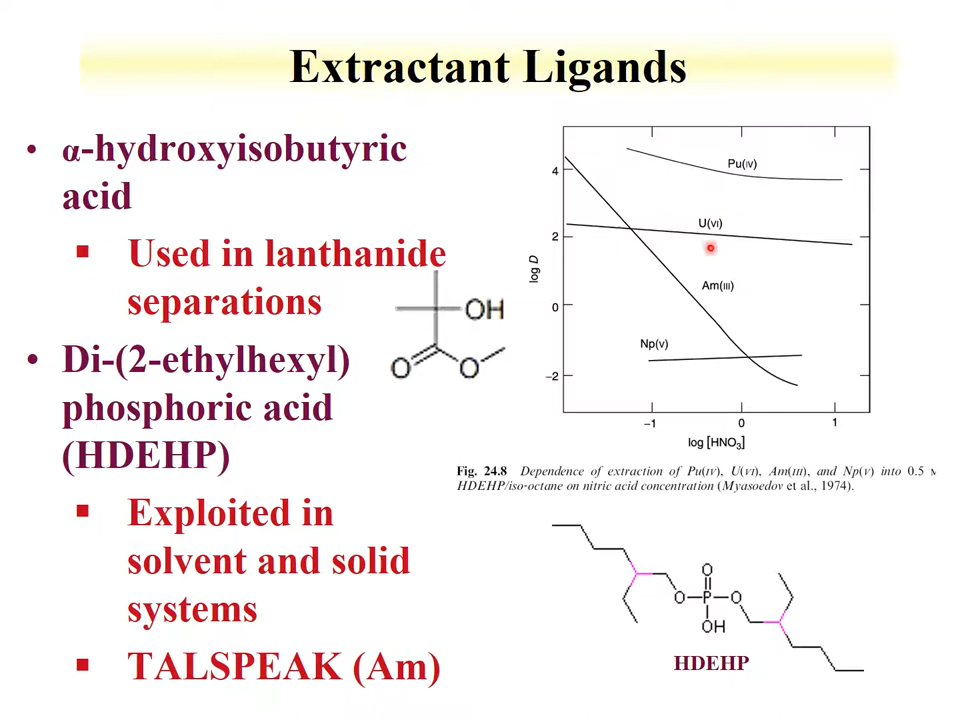 Extractant Ligands
• α-hydroxyisobutyric
acid
▪ Used in lanthanide
separations
• Di-(2-ethylhexyl)
phosphoric acid
(HDEHP)
▪ Exploited in
solvent and solid
systems
▪ TALSPEAK (Am)
OH
O
O
4
2
0
−2
log D
Pu(IV)
U(VI)
Am(III)
Np(V)
−1
0
1
log [HNO3]
Fig. 24.8 Dependence of extraction of Pu(IV), U(VI), Am(III), and Np(V) into 0.5 M
HDEHP/iso-octane on nitric acid concentration (Myasoedov et al., 1974).
O
O P O
OH
HDEHP